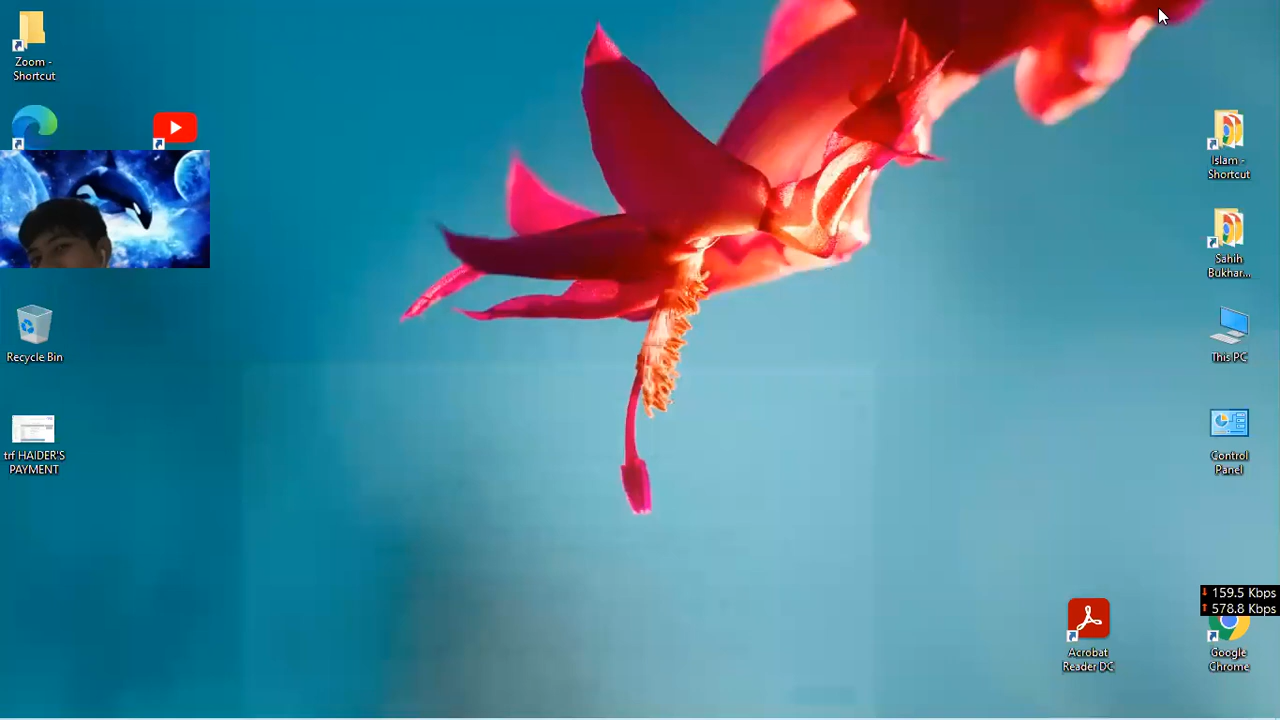 Zoom -
Shortcut
Recycle Bin
trf HAIDER'S
PAYMENT
Islam -
Shortcut
Sahih
Bukhar...
This PC
Control
Panel
159.5 Kbps
578.8 Kbps
Acrobat
Reader DC
Google
Chrome